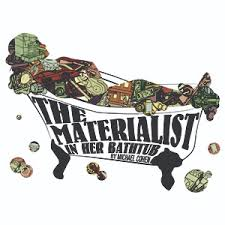 THE
MATERIALIST
IN HER BATHTUB
BY MICHAEL COHEN